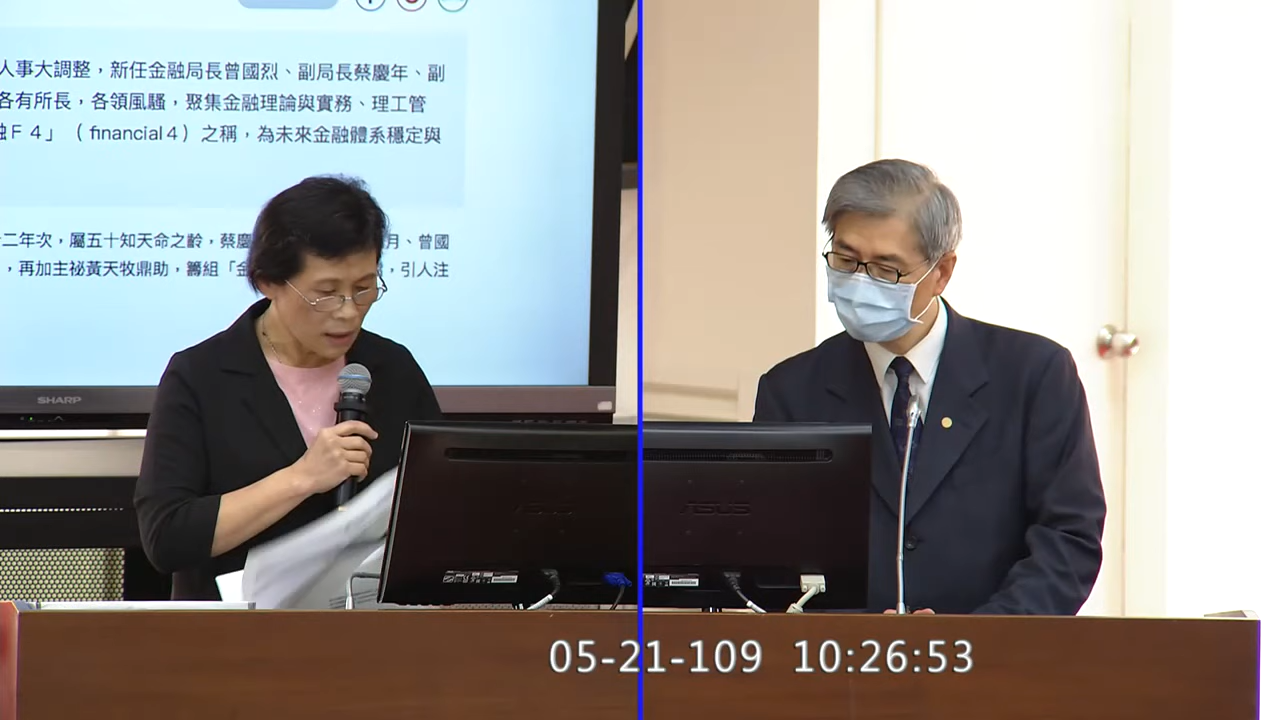 人事大調整，新任金融局長曾國烈、副局長蔡慶年、副
各有所長，各領風騷，聚集金融理論與實務、理工管
融F4」（financial4）之稱，為未來金融體系穩定與
二年次，屬五十知天命之齡，蔡慶
月、曾國
，再加主祕黃天牧鼎助，籌組「金
，引人注
SHARP
ASUS
ASUS
05-21-109 10:26:53